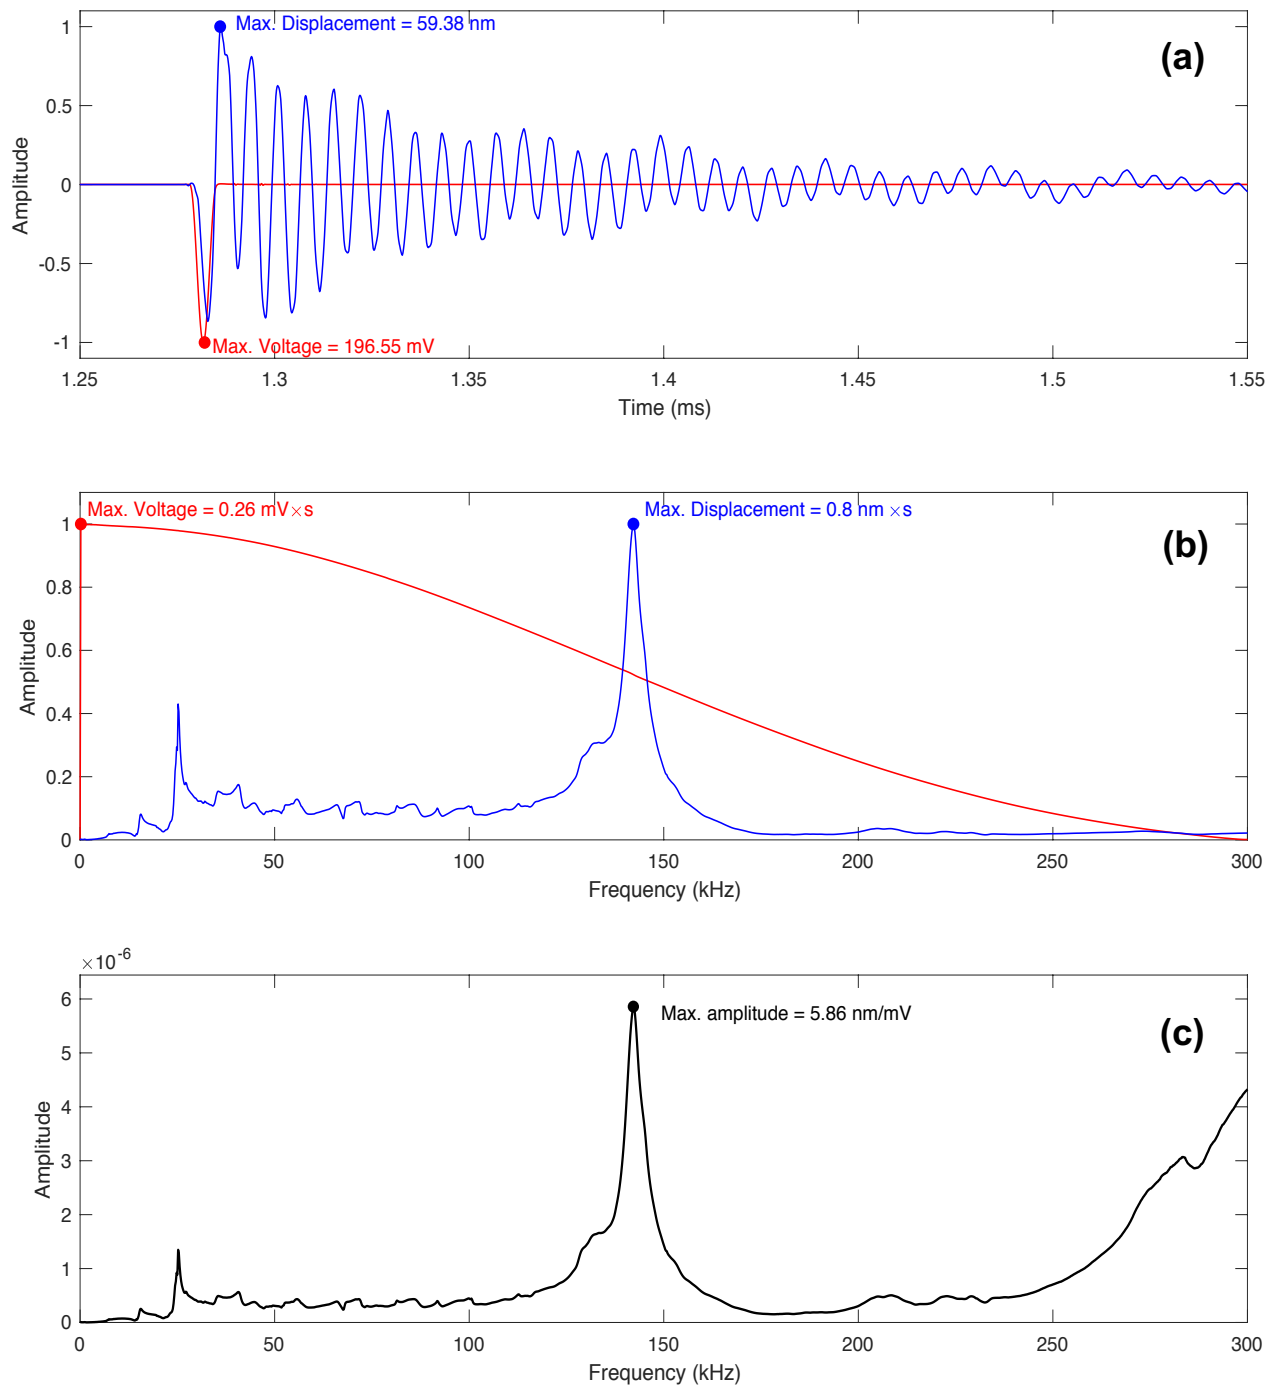 1
Max. Displacement = 59.38 nm
(a)
0.5
Amplitude
0
-0.5
-1
Max. Voltage = 196.55 mV
1.25 1.3 1.35 1.4 1.45 1.5 1.55
Time (ms)
Max. Voltage = 0.26 mV×s
Max. Displacement = 0.8 nm ×s
1
(b)
0.8
0.6
Amplitude
0.4
0.2
0
0 50 100 150 200 250 300
Frequency (kHz)
×10-6
6
Max. amplitude = 5.86 nm/mV
(c)
5
4
Amplitude
3
2
1
0
0 50 100 150 200 250 300
Frequency (kHz)